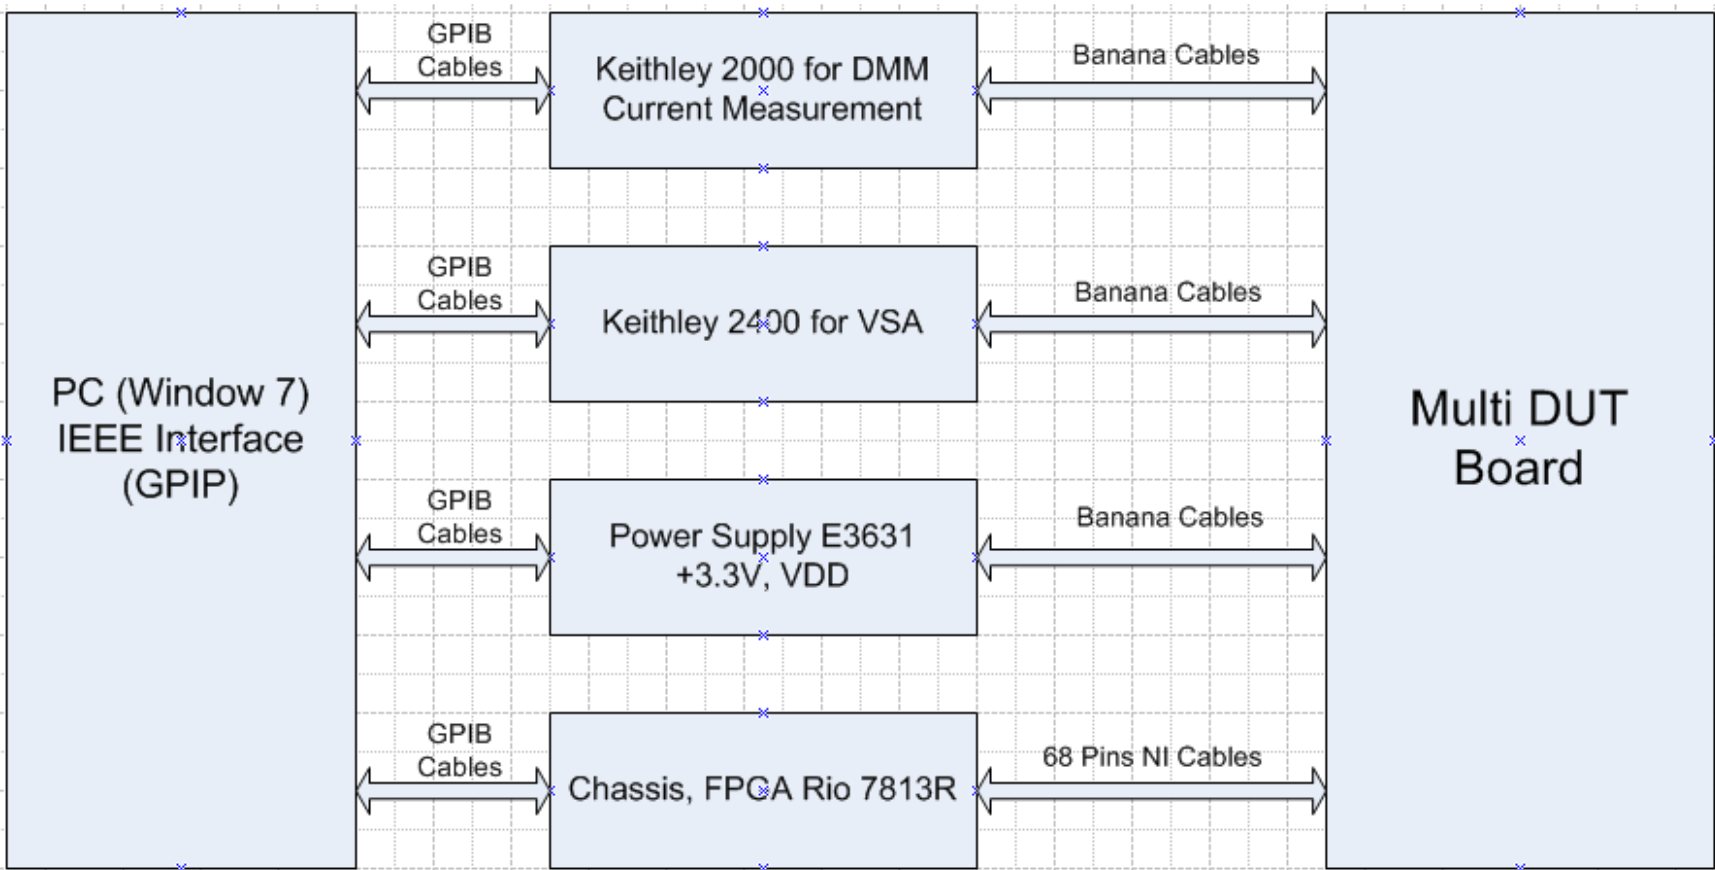 PC (Window 7)
IEEE Interface
(GPIP)
GPIB
Cables
Keithley 2000 for DMM
Current Measurement
Banana Cables
GPIB
Cables
Keithley 2400 for VSA
Banana Cables
GPIB
Cables
Power Supply E3631
+3.3V, VDD
Banana Cables
GPIB
Cables
Chassis, FPGA Rio 7813R
68 Pins NI Cables
Multi DUT
Board